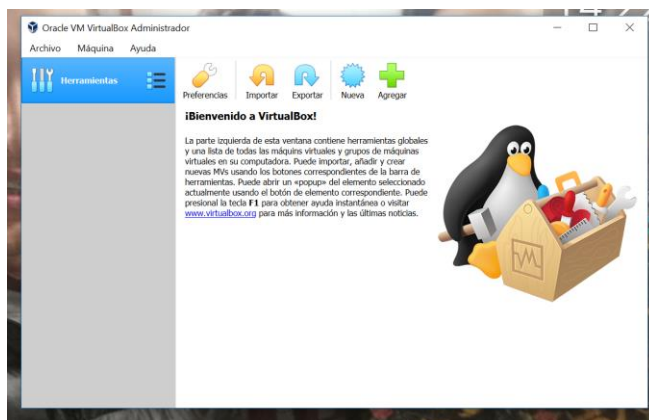 Oracle VM VirtualBox Administrador
Archivo Máquina Ayuda
Herramientas
Preferencias Importar Exportar Nueva Agregar
¡Bienvenido a VirtualBox!
La parte izquierda de esta ventana contiene herramientas globales
y una lista de todas las máquins virtuales y grupos de máquinas
virtuales en su computadora. Puede importar, añadir y crear
nuevas MVs usando los botones correspondientes de la barra de
herramientas. Puede abrir un «popup» del elemento seleccionado
actualmente usando el botón de elemento correspondiente. Puede
presional la tecla F1 para obtener ayuda instantánea o visitar
www.virtualbox.org para más información y las últimas noticias.